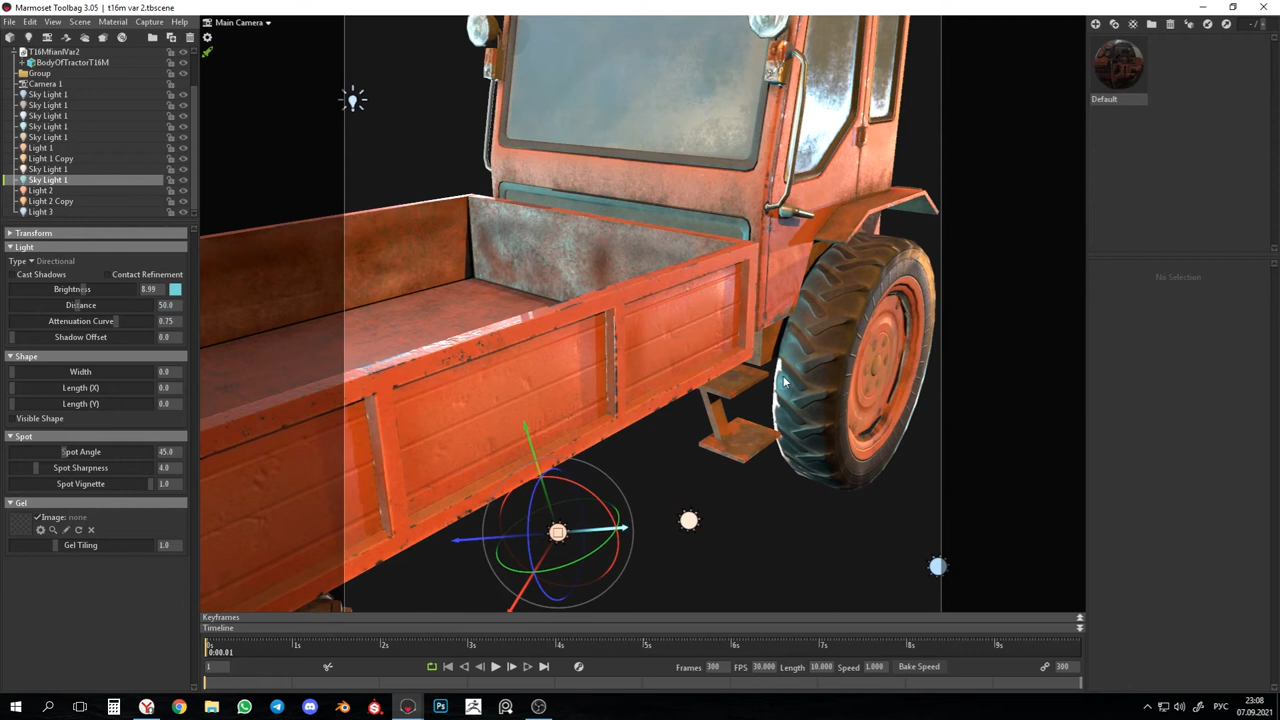 Marmoset Toolbag 3.05 | t16m var 2.tbscene
File Edit View Scene Material Capture Help
Main Camera
- /
T16MfianlVar2
BodyOfTractorT16M
Group
Camera 1
Sky Light 1
Sky Light 1
Sky Light 1
Sky Light 1
Sky Light 1
Light 1
Light 1 Copy
Sky Light 1
Sky Light 1
Light 2
Light 2 Copy
Light 3
Transform
Light
Type Directional
Cast Shadows Contact Refinement
Brightness 8.99
Distance 50.0
Attenuation Curve 0.75
Shadow Offset 0.0
Shape
Width 0.0
Length (X) 0.0
Length (Y) 0.0
Visible Shape
Spot
Spot Angle 45.0
Spot Sharpness 4.0
Spot Vignette 1.0
Gel
Image: none
Gel Tiling 1.0
Default
No Selection
Keyframes
Timeline
0s 1s 2s 3s 4s 5s 6s 7s 8s 9s
0:00.01
1 Frames 300 FPS 30.000 Length 10.000 Speed 1.000 Bake Speed 300
РУС
23:08
07.09.2021